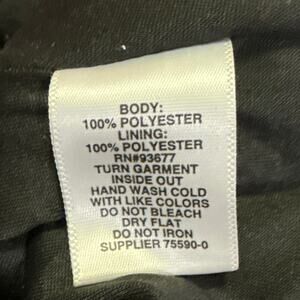 BODY:
100% POLYESTER
LINING:
100% POLYESTER
RN#93677
TURN GARMENT
INSIDE OUT
HAND WASH COLD
WITH LIKE COLORS
DO NOT BLEACH
DRY FLAT
DO NOT IRON
SUPPLIER 75590-0